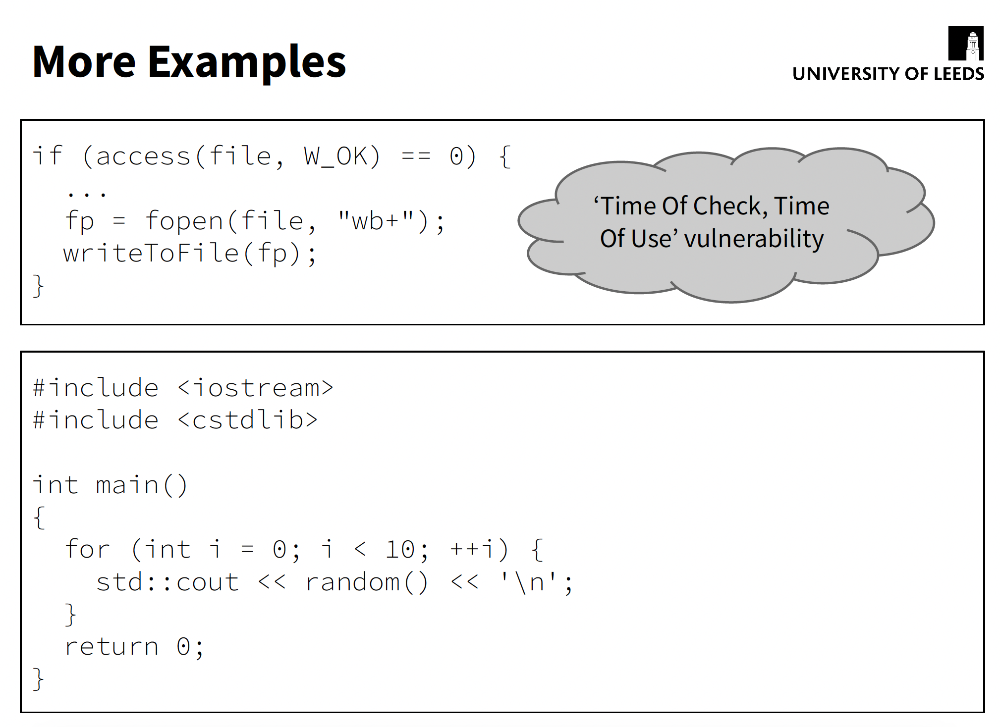 More Examples
UNIVERSITY OF LEEDS
if (access(file, W_OK) == 0) {
  ...
  fp = fopen(file, "wb+");
  writeToFile(fp);
}
‘Time Of Check, Time
Of Use’ vulnerability
#include <iostream>
#include <cstdlib>
int main()
{
  for (int i = 0; i < 10; ++i) {
    std::cout << random() << '\n';
  }
  return 0;
}